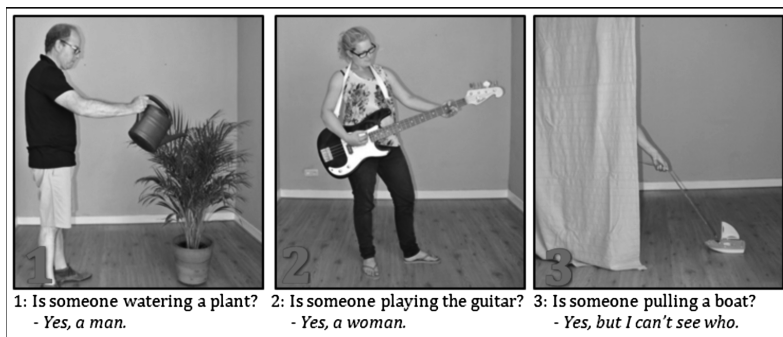 1
2
3
1: Is someone watering a plant?
- Yes, a man.
2: Is someone playing the guitar?
- Yes, a woman.
3: Is someone pulling a boat?
- Yes, but I can't see who.